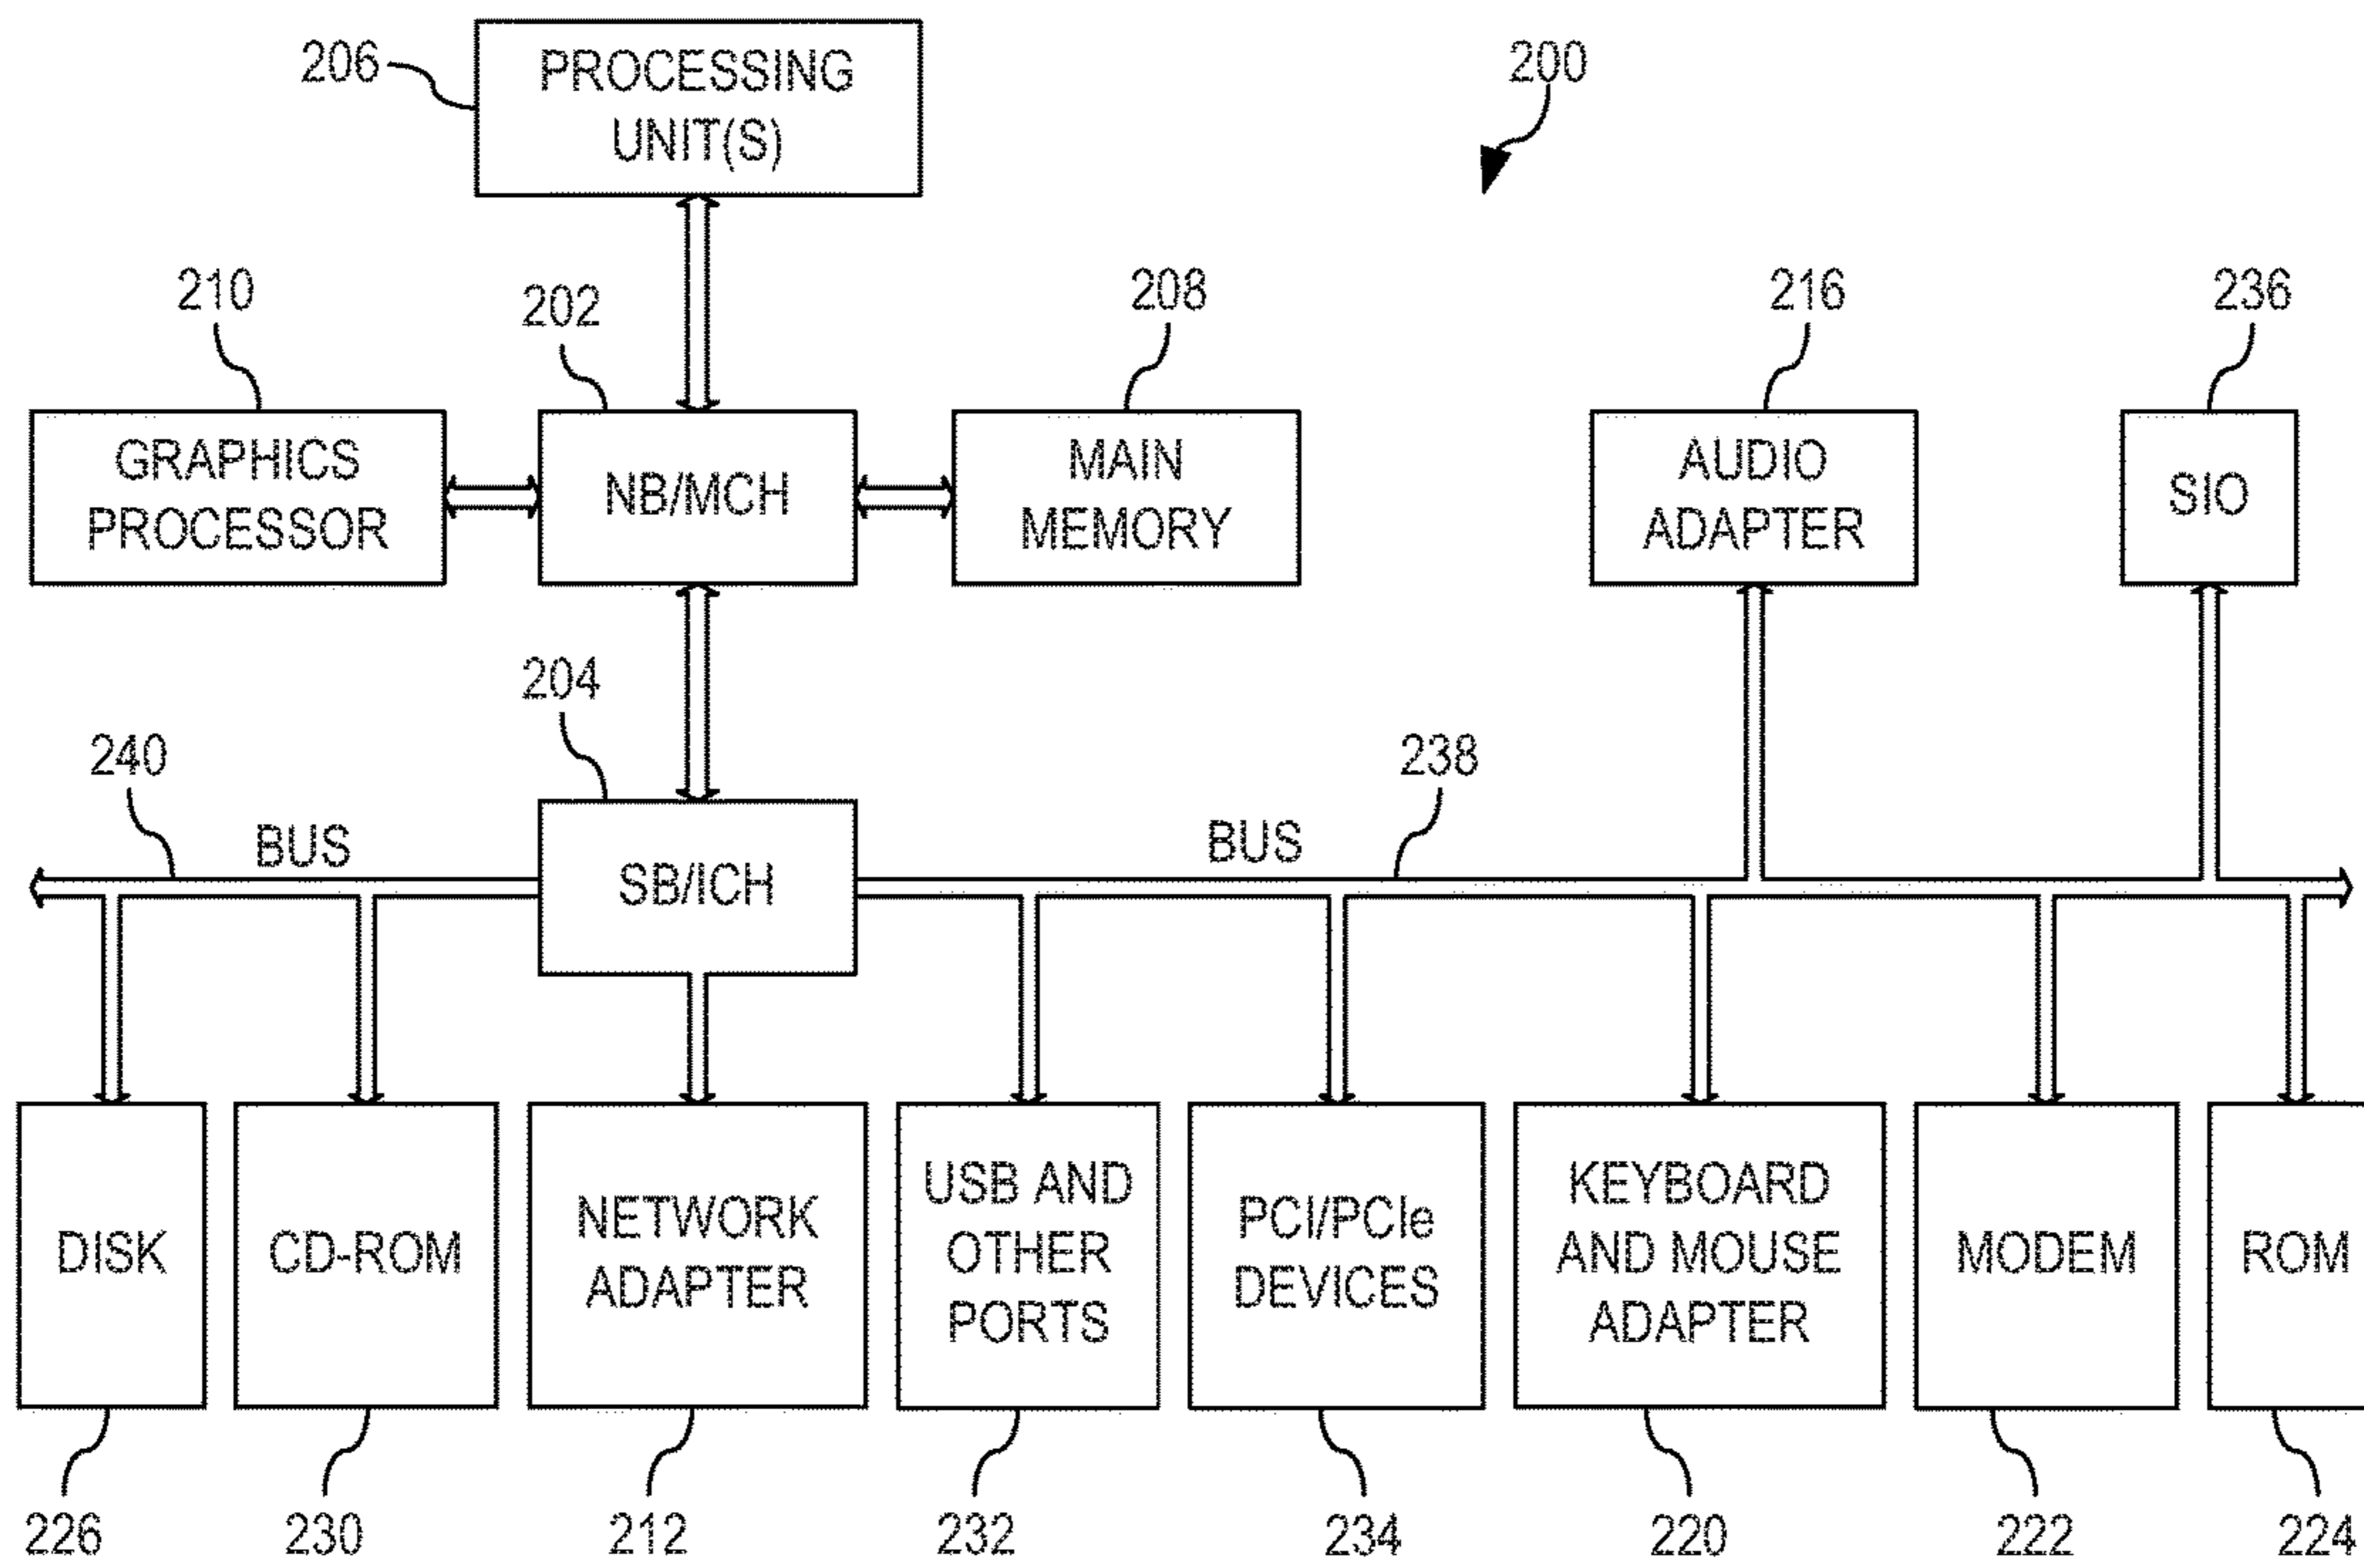 206
PROCESSING
UNIT(S)
200
210
202
208
216
236
GRAPHICS
PROCESSOR
NB/MCH
MAIN
MEMORY
AUDIO
ADAPTER
SIO
204
240
238
BUS
SB/ICH
BUS
DISK
CD-ROM
NETWORK
ADAPTER
USB AND
OTHER
PORTS
PCI/PCIe
DEVICES
KEYBOARD
AND MOUSE
ADAPTER
MODEM
ROM
226
230
212
232
234
220
222
224